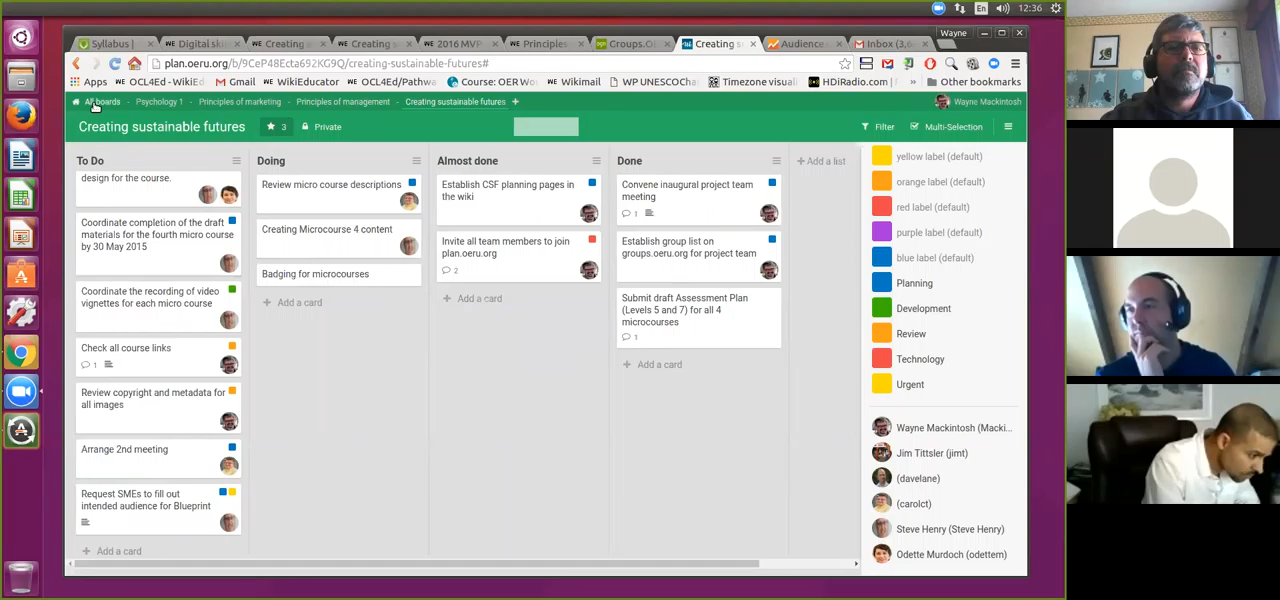 En 12:36
Wayne
Syllabus | Digital ski Creating Creating s 2016 MVP Principles Groups.O Creating s Audience Inbox (3,6
plan.oeru.org/b/9CeP48Ecta692KG9Q/creating-sustainable-futures#
Apps OCL4Ed - WikiEd Gmail WikiEducator OCL4Ed/Pathwa Course: OER Wor Wikimail WP UNESCOChai Timezone visuali HDiRadio.com | » Other bookmarks
All boards - Psychology 1 - Principles of marketing - Principles of management - Creating sustainable futures + Wayne Mackintosh
Creating sustainable futures ★ 3 Private Filter Multi-Selection
To Do
design for the course.
Coordinate completion of the draft
materials for the fourth micro course
by 30 May 2015
Coordinate the recording of video
vignettes for each micro course
Check all course links
1
Review copyright and metadata for
all images
Arrange 2nd meeting
Request SMEs to fill out
intended audience for Blueprint
+ Add a card
Doing
Review micro course descriptions
Creating Microcourse 4 content
Badging for microcourses
+ Add a card
Almost done
Establish CSF planning pages in
the wiki
Invite all team members to join
plan.oeru.org
2
+ Add a card
Done
Convene inaugural project team
meeting
1
Establish group list on
groups.oeru.org for project team
Submit draft Assessment Plan
(Levels 5 and 7) for all 4
microcourses
1
+ Add a card
+ Add a list
yellow label (default)
orange label (default)
red label (default)
purple label (default)
blue label (default)
Planning
Development
Review
Technology
Urgent
Wayne Mackintosh (Macki...
Jim Tittsler (jimt)
(davelane)
(carolct)
Steve Henry (Steve Henry)
Odette Murdoch (odettem)